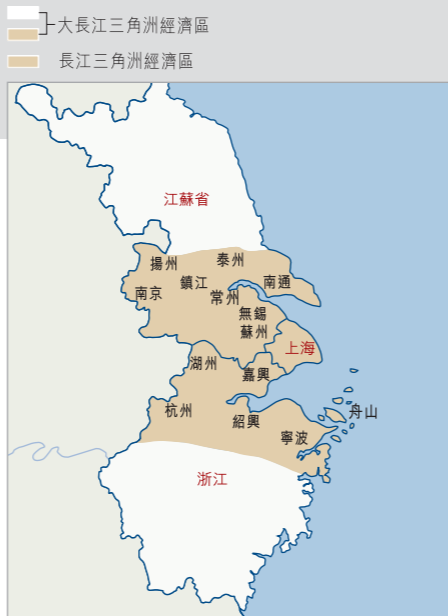 大長江三角洲經濟區
長江三角洲經濟區
江蘇省
揚州
泰州
南京
鎮江
南通
常州
無錫
蘇州
上海
湖州
嘉興
杭州
紹興
舟山
寧波
浙江